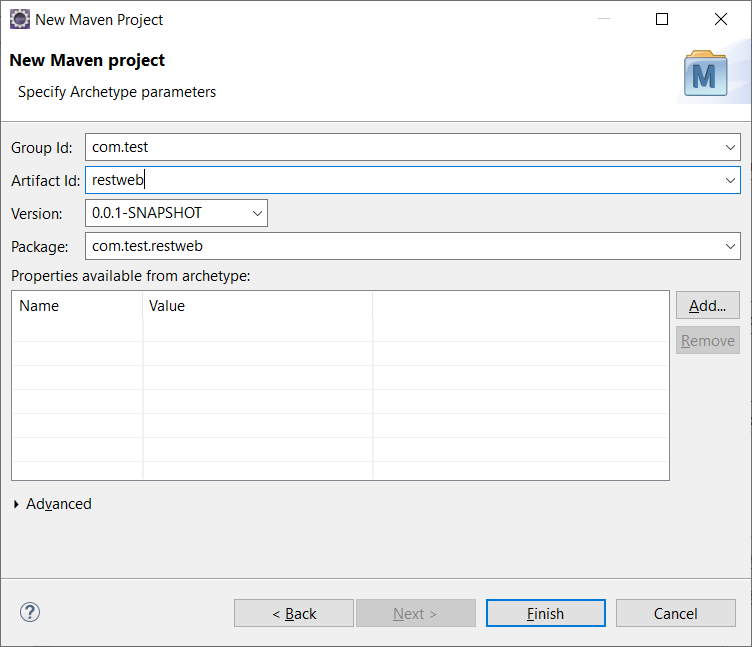 New Maven Project
New Maven project
Specify Archetype parameters
M
Group Id: com.test
Artifact Id: restweb
Version: 0.0.1-SNAPSHOT
Package: com.test.restweb
Properties available from archetype:
Name Value
Add...
Remove
Advanced
? < Back Next > Finish Cancel